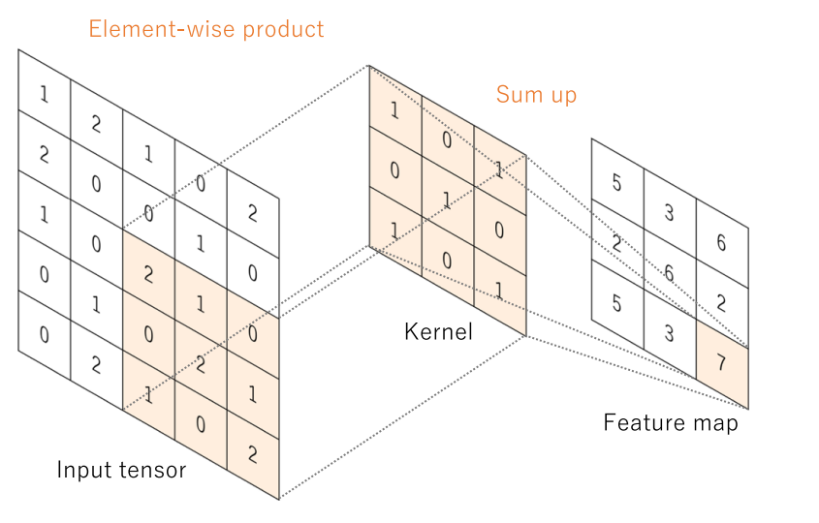 Element-wise product
Sum up
1 2 1 0 2
2 0 0 1 0
1 0 2 1 0
0 1 0 2 1
0 2 1 0 2
Input tensor
1 0 1
0 1 0
1 0 1
Kernel
5 3 6
2 6 2
5 3 7
Feature map